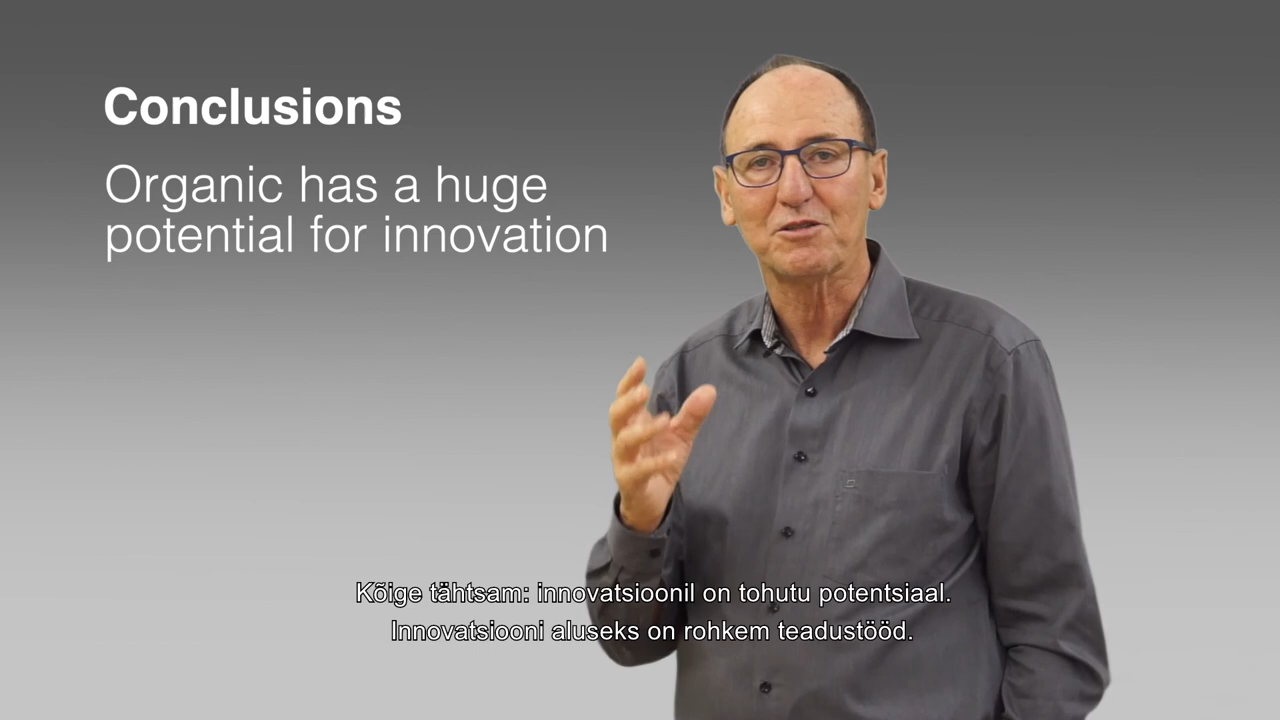 Conclusions
Organic has a huge
potential for innovation
Kõige tähtsam: innovatsioonil on tohutu potentsiaal.
Innovatsiooni aluseks on rohkem teadustööd.